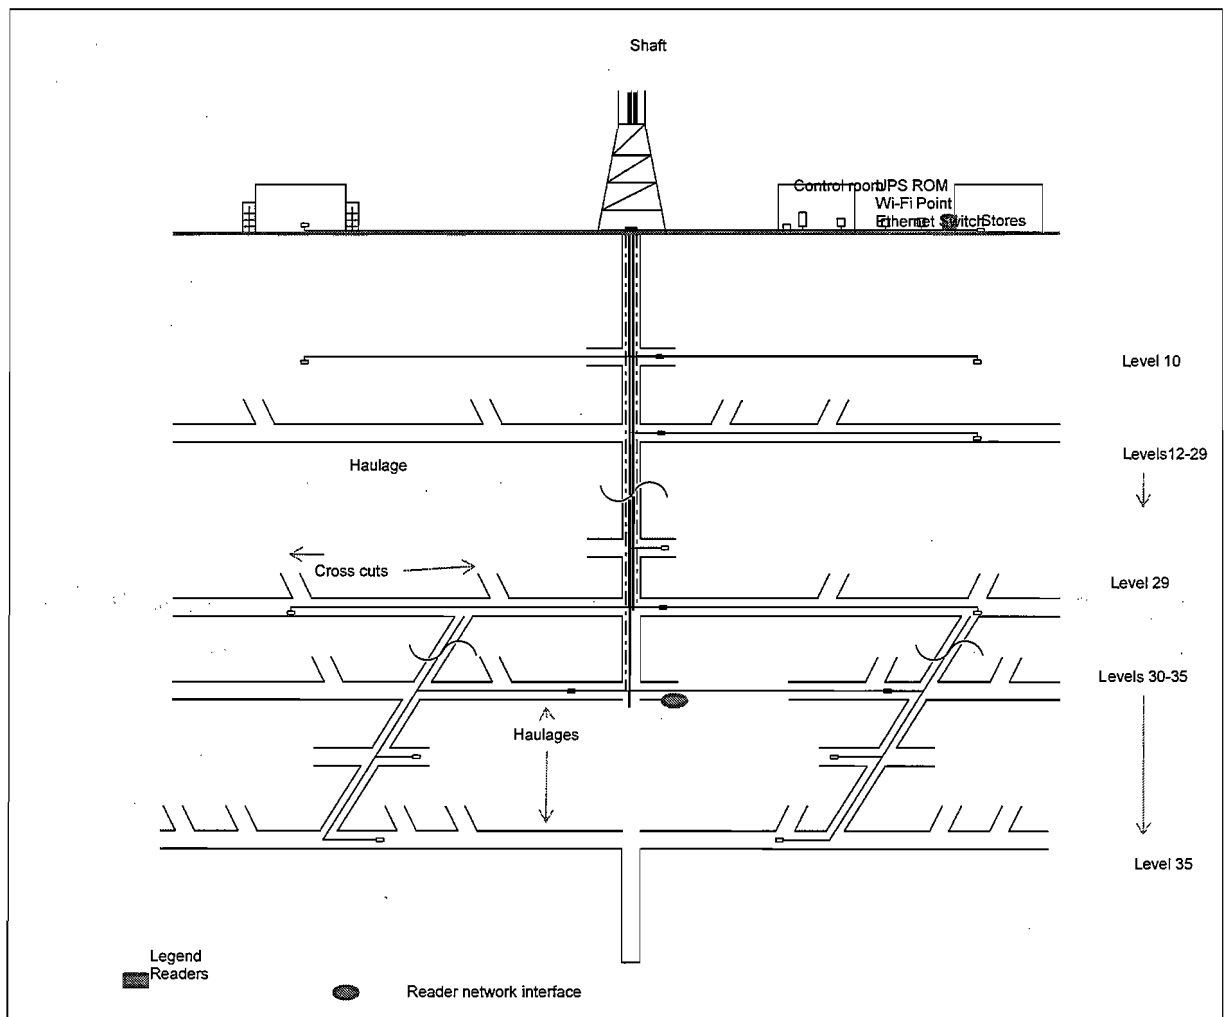 Shaft
Control room UPS ROM
Wi-Fi Point
Ethernet Switch Stores
Level 10
Levels12-29
Haulage
Cross cuts
Level 29
Levels 30-35
Haulages
Level 35
Legend
Readers
Reader network interface